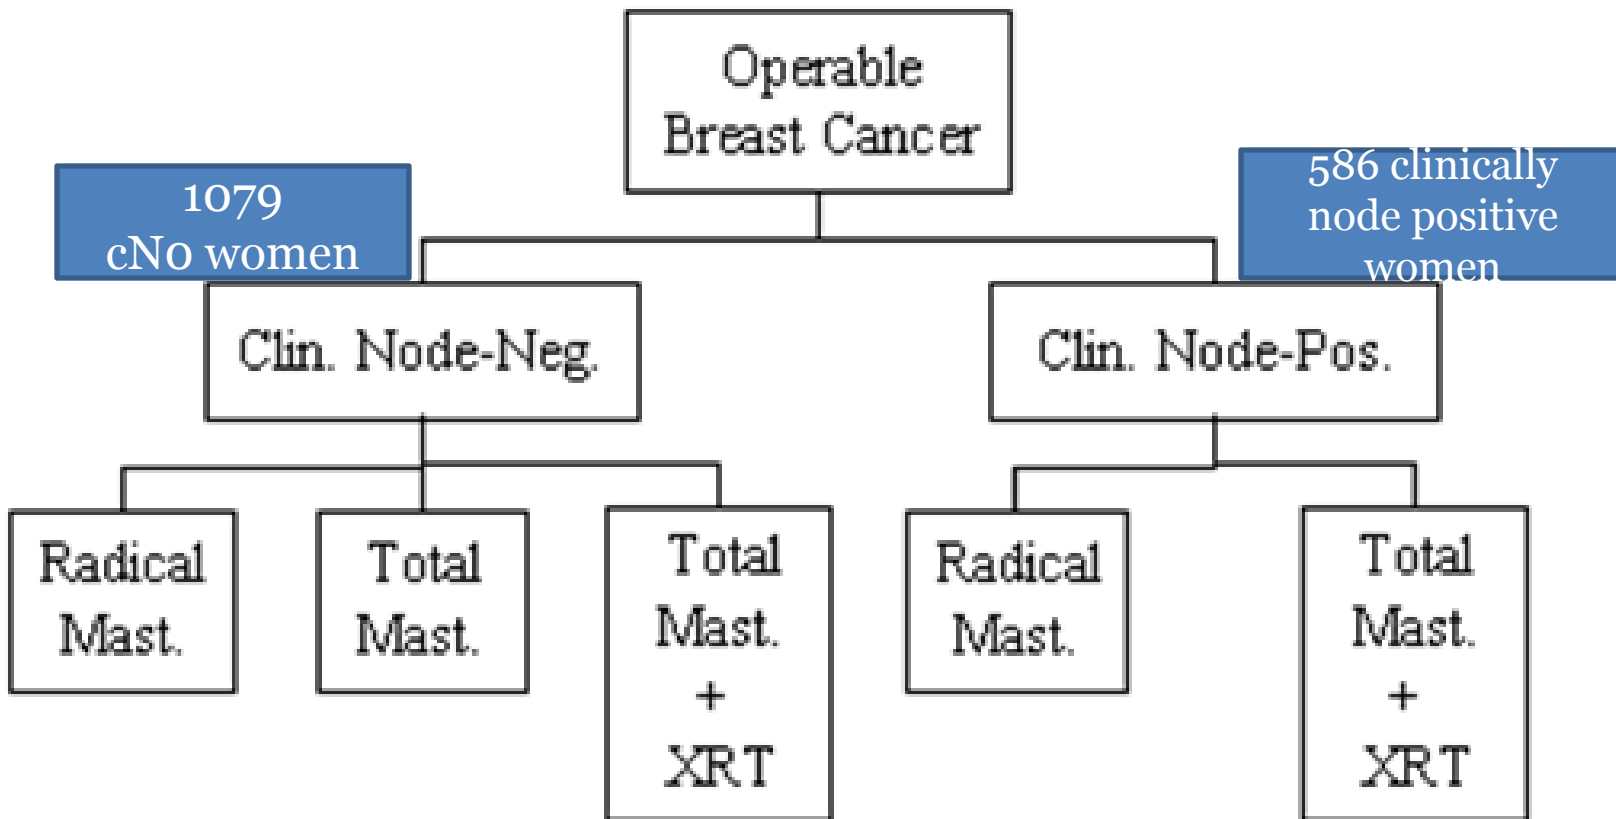 Operable
Breast Cancer
1079
cN0 women
586 clinically
node positive
women
Clin. Node-Neg.
Clin. Node-Pos.
Radical
Mast.
Total
Mast.
Total
Mast.
+
XRT
Radical
Mast.
Total
Mast.
+
XRT